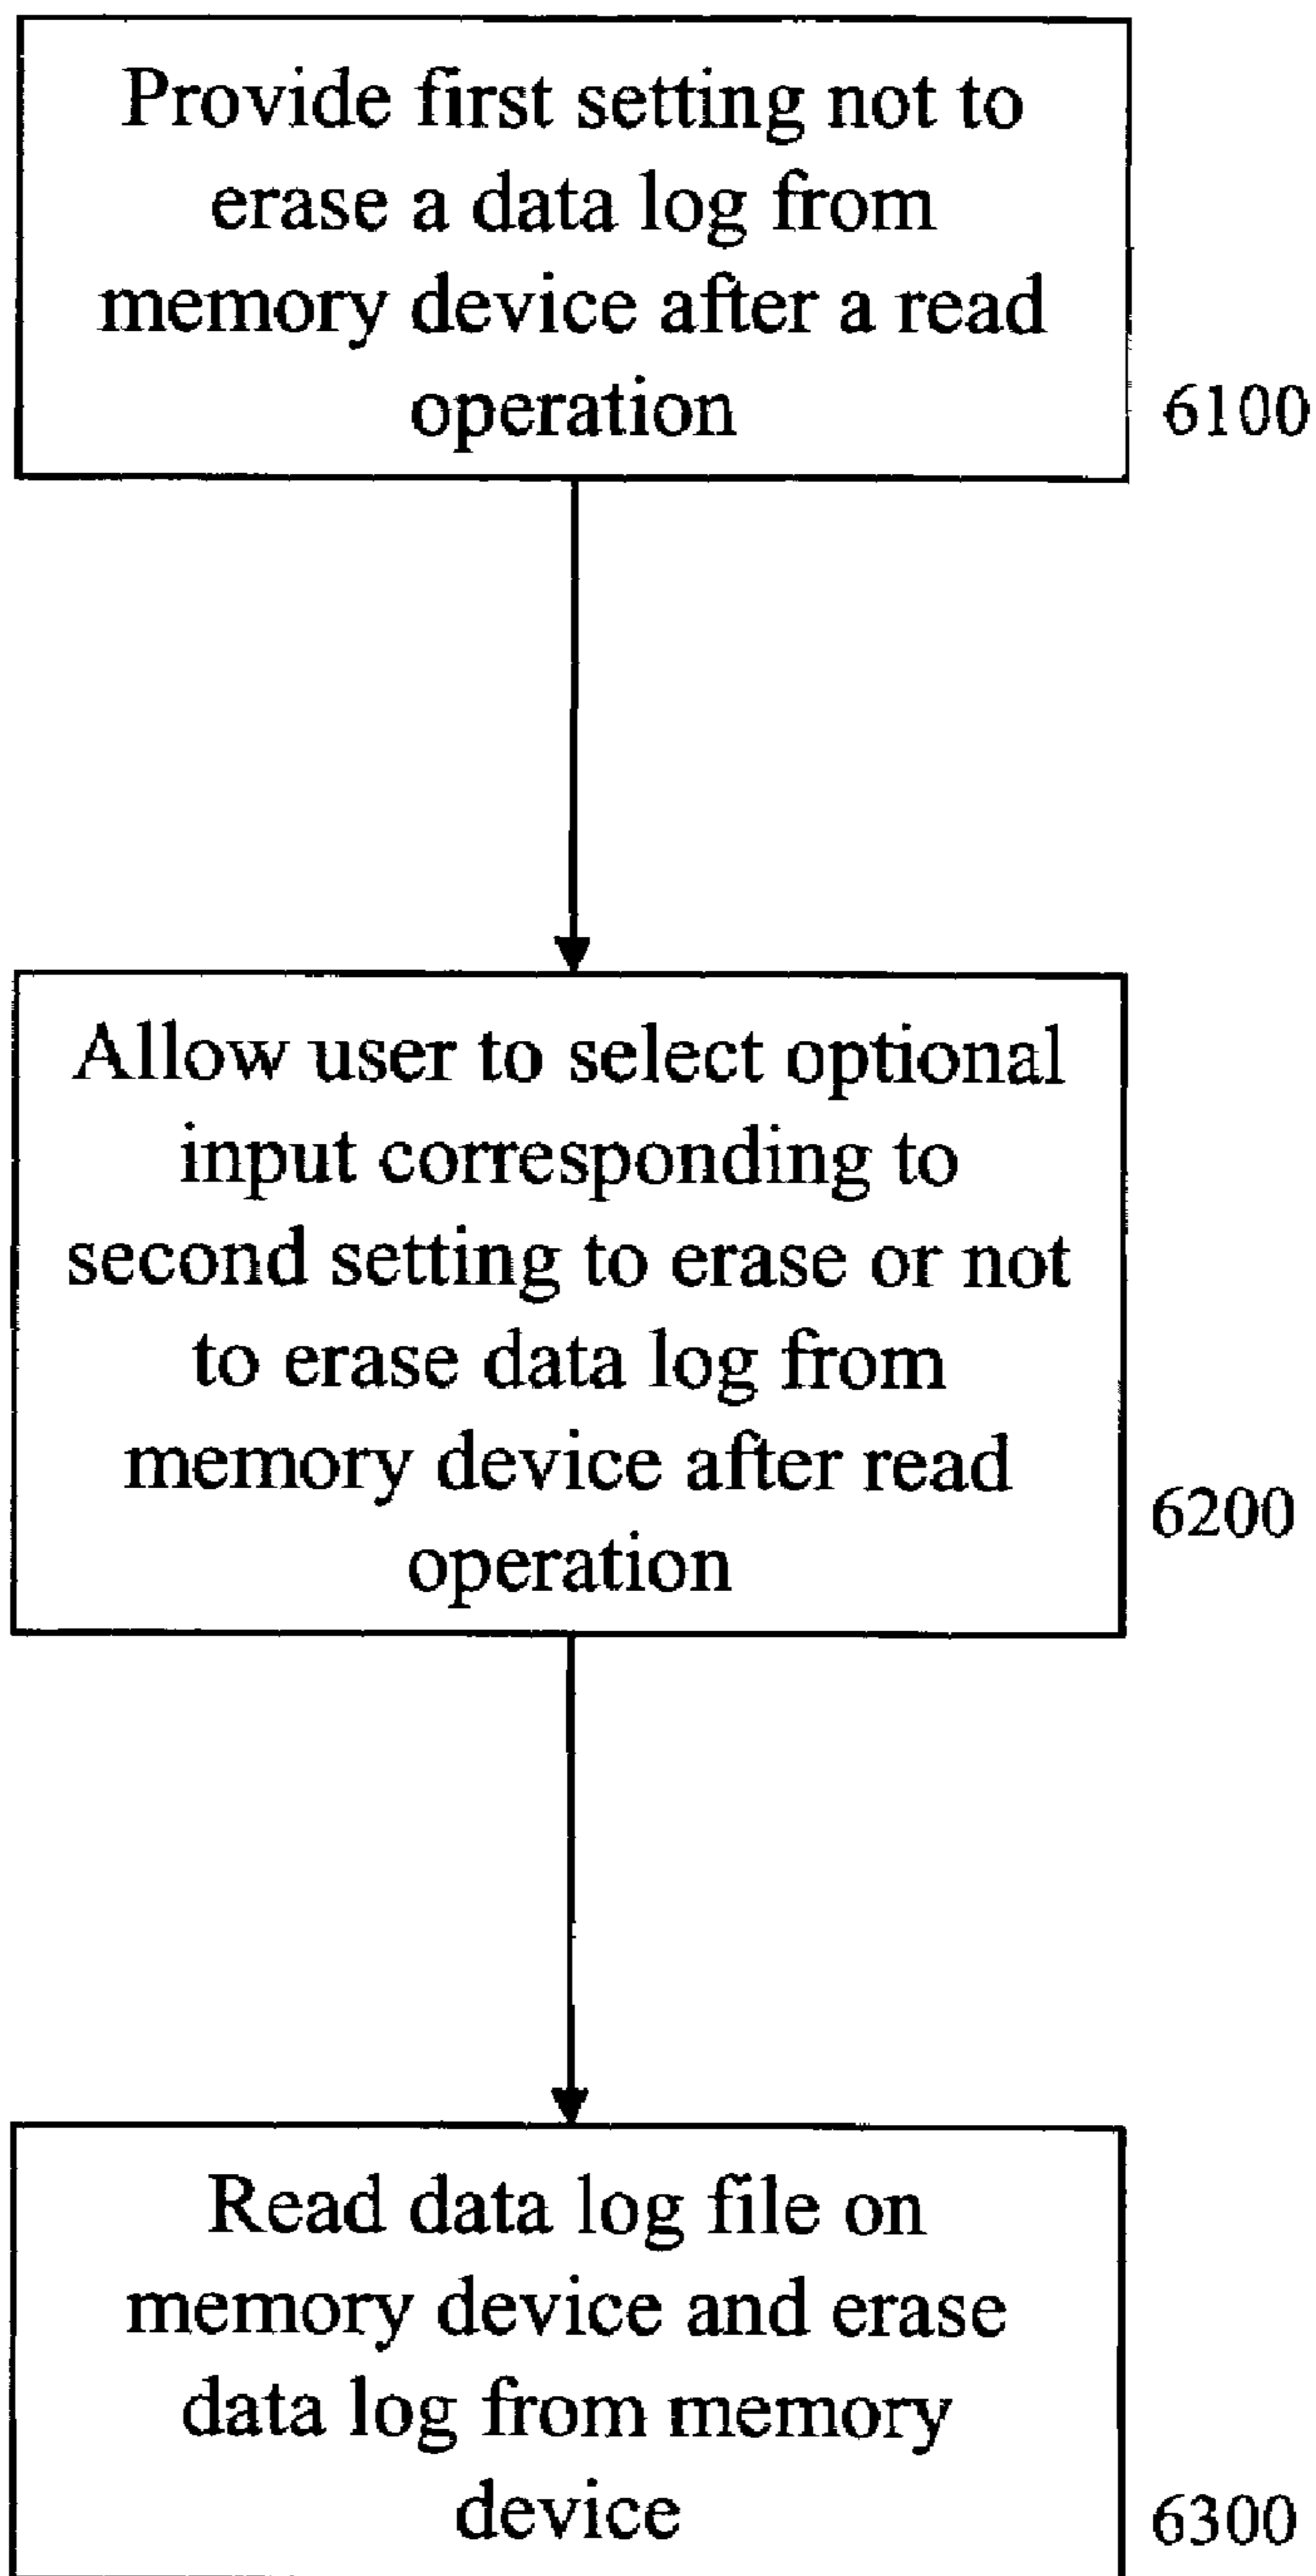 Provide first setting not to
erase a data log from
memory device after a read
operation
6100
Allow user to select optional
input corresponding to
second setting to erase or not
to erase data log from
memory device after read
operation
6200
Read data log file on
memory device and erase
data log from memory
device
6300